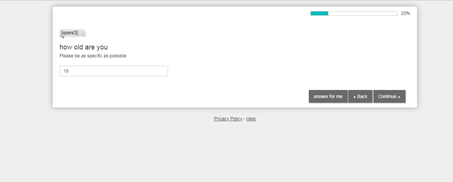 20%
[ques3]
how old are you
Please be as specific as possible
19
answer for me
« Back
Continue »
Privacy Policy - Help